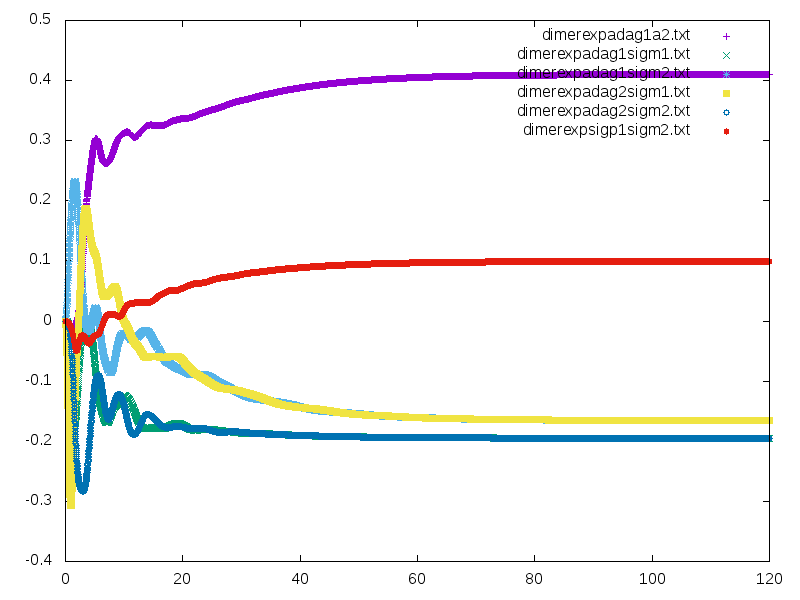 0.5
0.4
0.3
0.2
0.1
0
-0.1
-0.2
-0.3
-0.4
0 20 40 60 80 100 120
dimerexpadag1a2.txt
dimerexpadag1sigm1.txt
dimerexpadag1sigm2.txt
dimerexpadag2sigm1.txt
dimerexpadag2sigm2.txt
dimerexpsigp1sigm2.txt